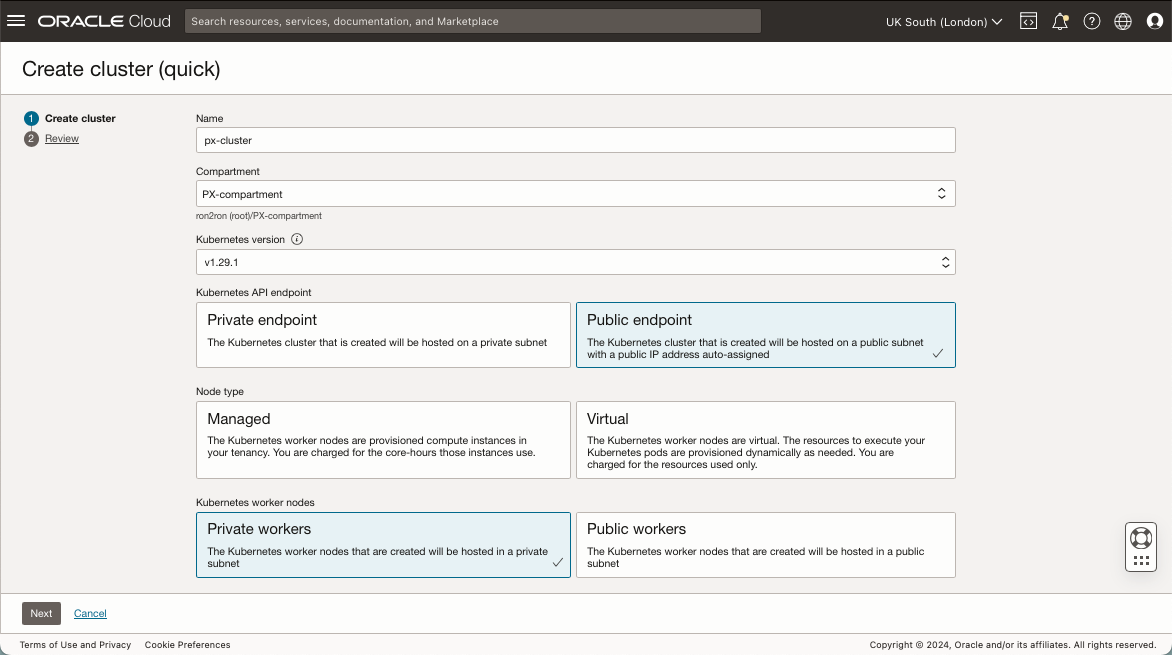 ORACLE Cloud
Search resources, services, documentation, and Marketplace
UK South (London)
Create cluster (quick)
1 Create cluster
2 Review
Name
px-cluster
Compartment
PX-compartment
ron2ron (root)/PX-compartment
Kubernetes version
v1.29.1
Kubernetes API endpoint
Private endpoint
The Kubernetes cluster that is created will be hosted on a private subnet
Public endpoint
The Kubernetes cluster that is created will be hosted on a public subnet
with a public IP address auto-assigned
Node type
Managed
The Kubernetes worker nodes are provisioned compute instances in
your tenancy. You are charged for the core-hours those instances use.
Virtual
The Kubernetes worker nodes are virtual. The resources to execute your
Kubernetes pods are provisioned dynamically as needed. You are
charged for the resources used only.
Kubernetes worker nodes
Private workers
The Kubernetes worker nodes that are created will be hosted in a private
subnet
Public workers
The Kubernetes worker nodes that are created will be hosted in a public
subnet
Next
Cancel
Terms of Use and Privacy
Cookie Preferences
Copyright © 2024, Oracle and/or its affiliates. All rights reserved.